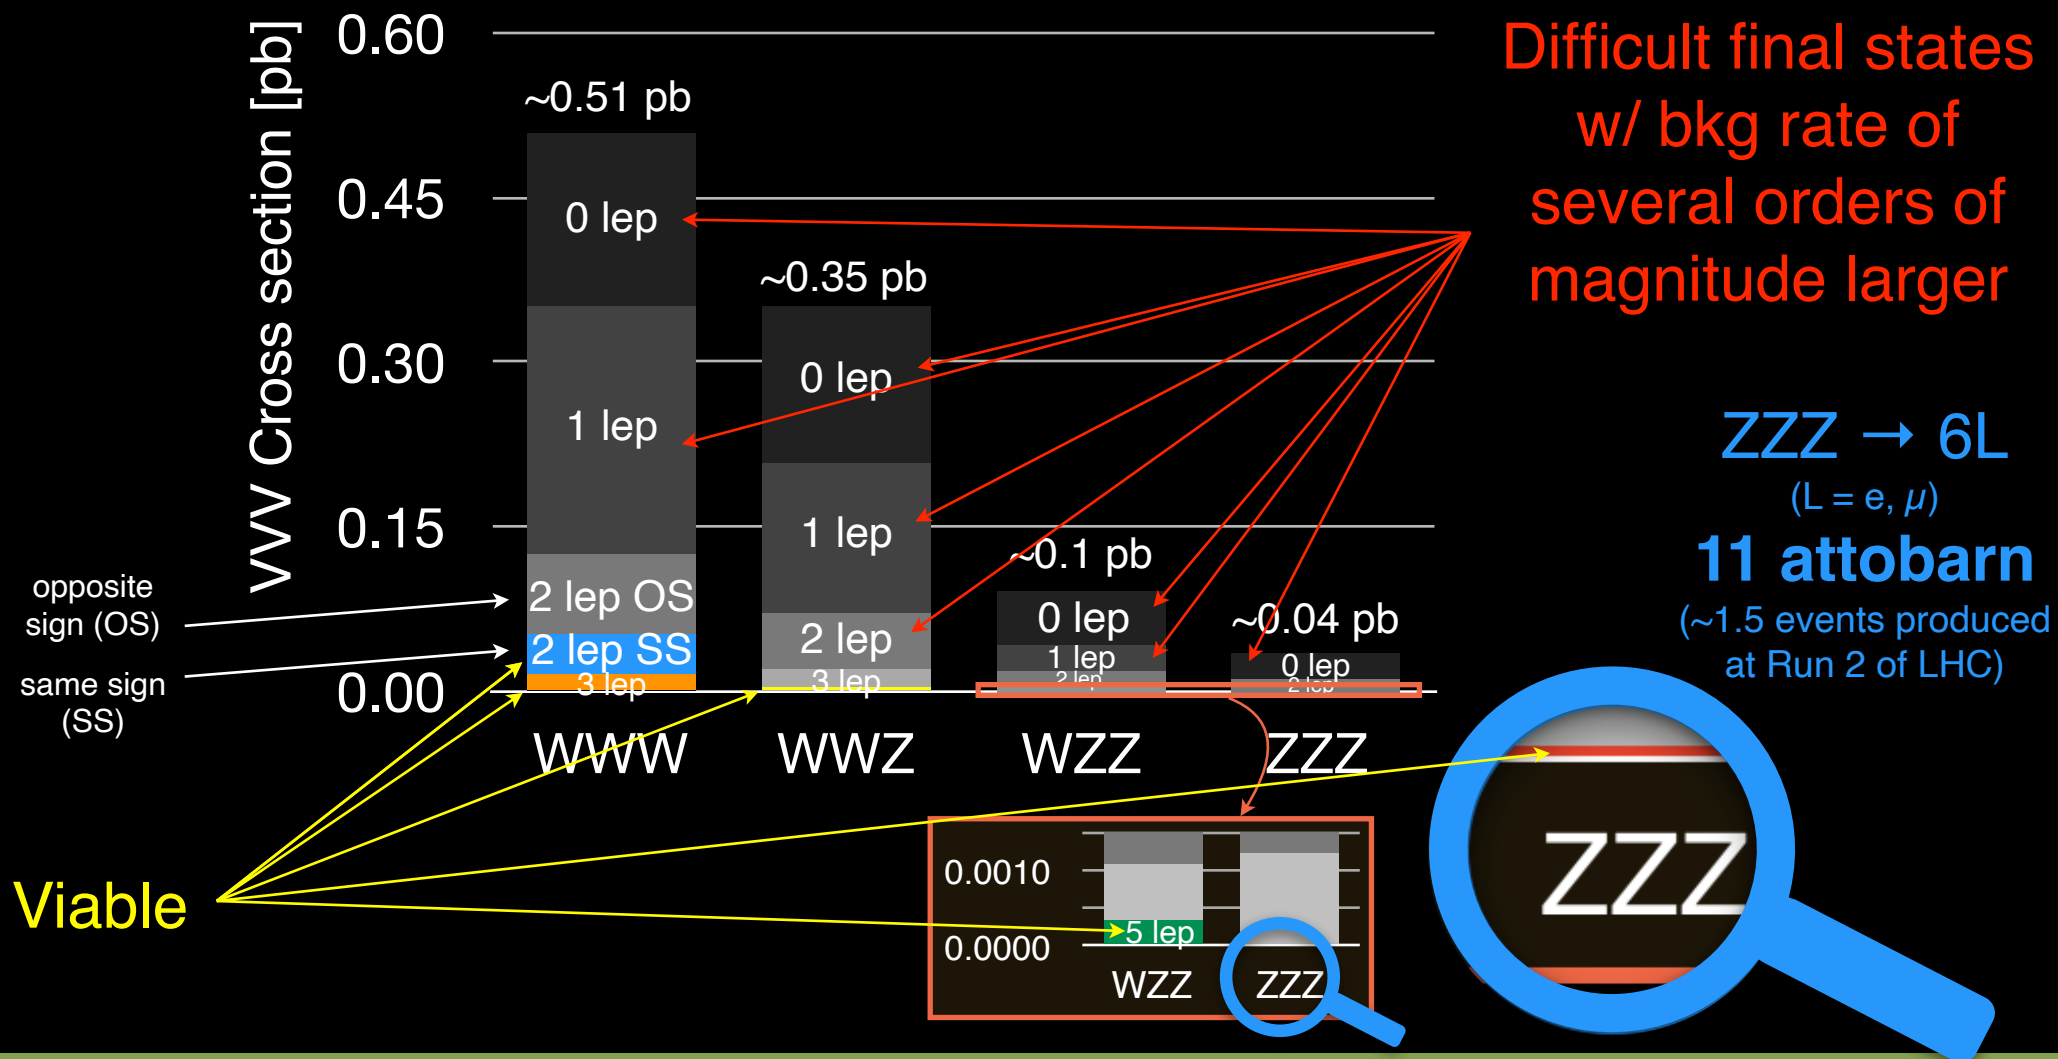 VVV Cross section [pb]
0.60
0.45
0.30
0.15
0.00
~0.51 pb
0 lep
1 lep
2 lep OS
2 lep SS
3 lep
WWW
~0.35 pb
0 lep
1 lep
2 lep
3 lep
WWZ
~0.1 pb
0 lep
1 lep
2 lep
WZZ
~0.04 pb
0 lep
2 lep
ZZZ
opposite
sign (OS)
same sign
(SS)
Viable
Difficult final states
w/ bkg rate of
several orders of
magnitude larger
ZZZ → 6L
(L = e, μ)
11 attobarn
(~1.5 events produced
at Run 2 of LHC)
0.0010
0.0000
5 lep
WZZ
ZZZ
ZZZ